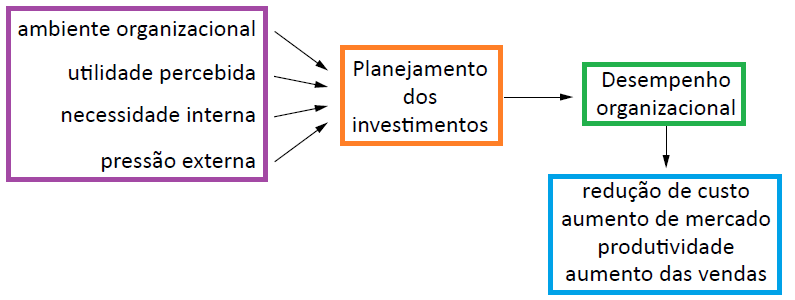 ambiente organizacional
utilidade percebida
necessidade interna
pressão externa
Planejamento
dos
investimentos
Desempenho
organizacional
redução de custo
aumento de mercado
produtividade
aumento das vendas